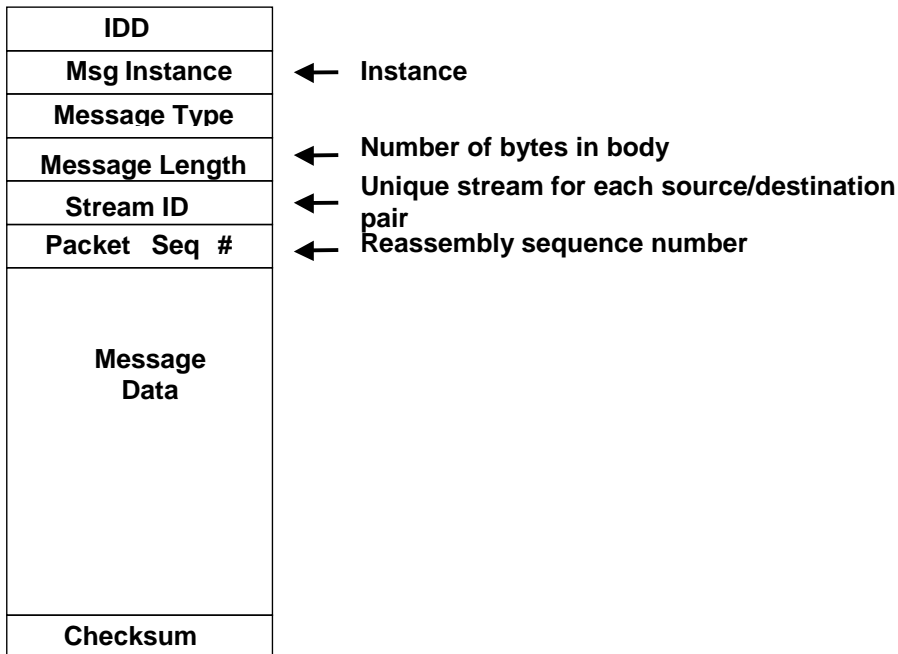 IDD
Msg Instance
Instance
Message Type
Message Length
Number of bytes in body
Stream ID
Unique stream for each source/destination
pair
Packet Seq #
Reassembly sequence number
Message
Data
Checksum